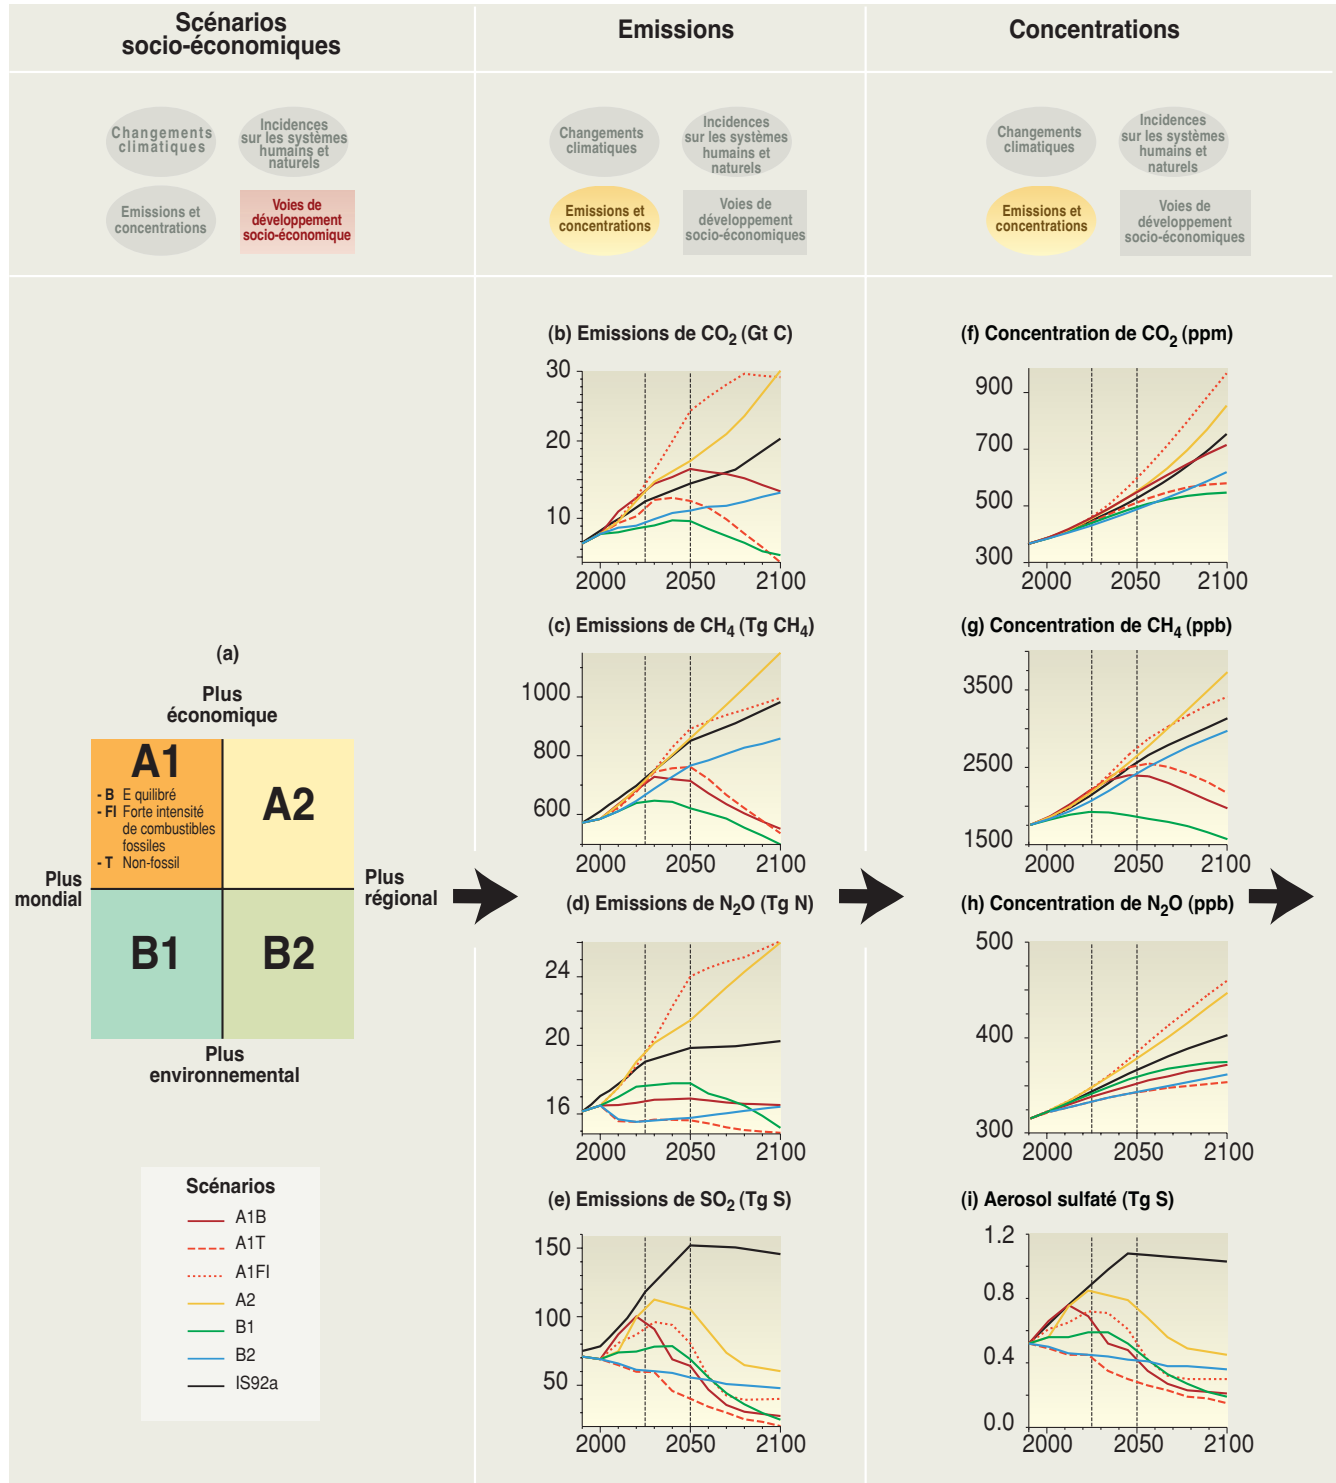 Scénarios
socio-économiques
Emissions
Concentrations
Changements
climatiques
Incidences
sur les systèmes
humains et
naturels
Emissions et
concentrations
Voies de
développement
socio-économique
Changements
climatiques
Incidences
sur les systèmes
humains et
naturels
Emissions et
concentrations
Voies de
développement
socio-économiques
Changements
climatiques
Incidences
sur les systèmes
humains et
naturels
Emissions et
concentrations
Voies de
développement
socio-économiques
(a)
Plus
économique
A1
- B E quilibré
- FI Forte intensité
de combustibles
fossiles
- T Non-fossil
A2
Plus
mondial
Plus
régional
B1
B2
Plus
environnemental
Scénarios
A1B
A1T
A1FI
A2
B1
B2
IS92a
(b) Emissions de CO2 (Gt C)
30
20
10
2000 2050 2100
(c) Emissions de CH4 (Tg CH4)
1000
800
600
2000 2050 2100
(d) Emissions de N2O (Tg N)
24
20
16
2000 2050 2100
(e) Emissions de SO2 (Tg S)
150
100
50
2000 2050 2100
(f) Concentration de CO2 (ppm)
900
700
500
300
2000 2050 2100
(g) Concentration de CH4 (ppb)
3500
2500
1500
2000 2050 2100
(h) Concentration de N2O (ppb)
500
400
300
2000 2050 2100
(i) Aerosol sulfaté (Tg S)
1.2
0.8
0.4
0.0
2000 2050 2100